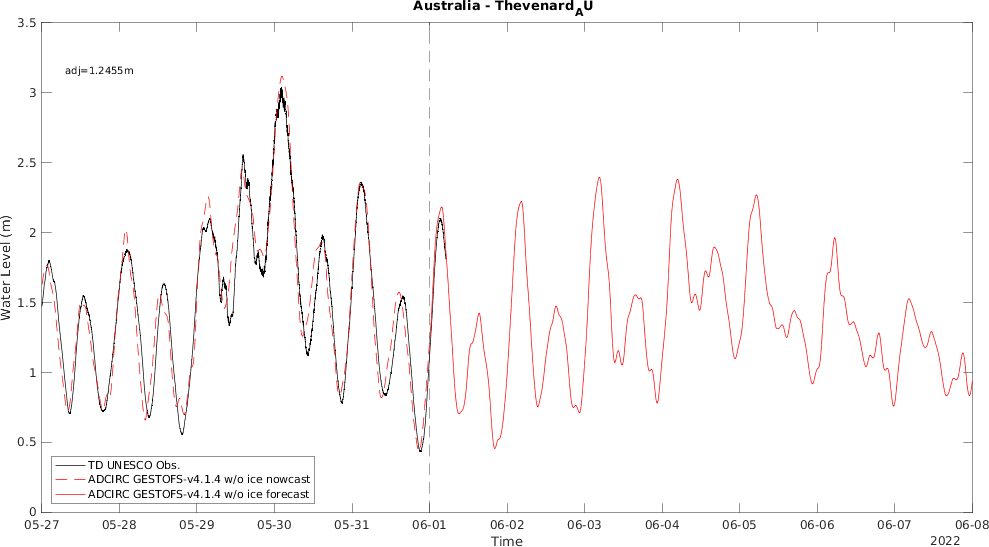 Australia - Thevenard_AU
adj=1.2455m
Water Level (m)
3.5
3
2.5
2
1.5
1
0.5
0
TD UNESCO Obs.
ADCIRC GESTOFS-v4.1.4 w/o ice nowcast
ADCIRC GESTOFS-v4.1.4 w/o ice forecast
05-27 05-28 05-29 05-30 05-31 06-01 06-02 06-03 06-04 06-05 06-06 06-07 06-08
Time
2022